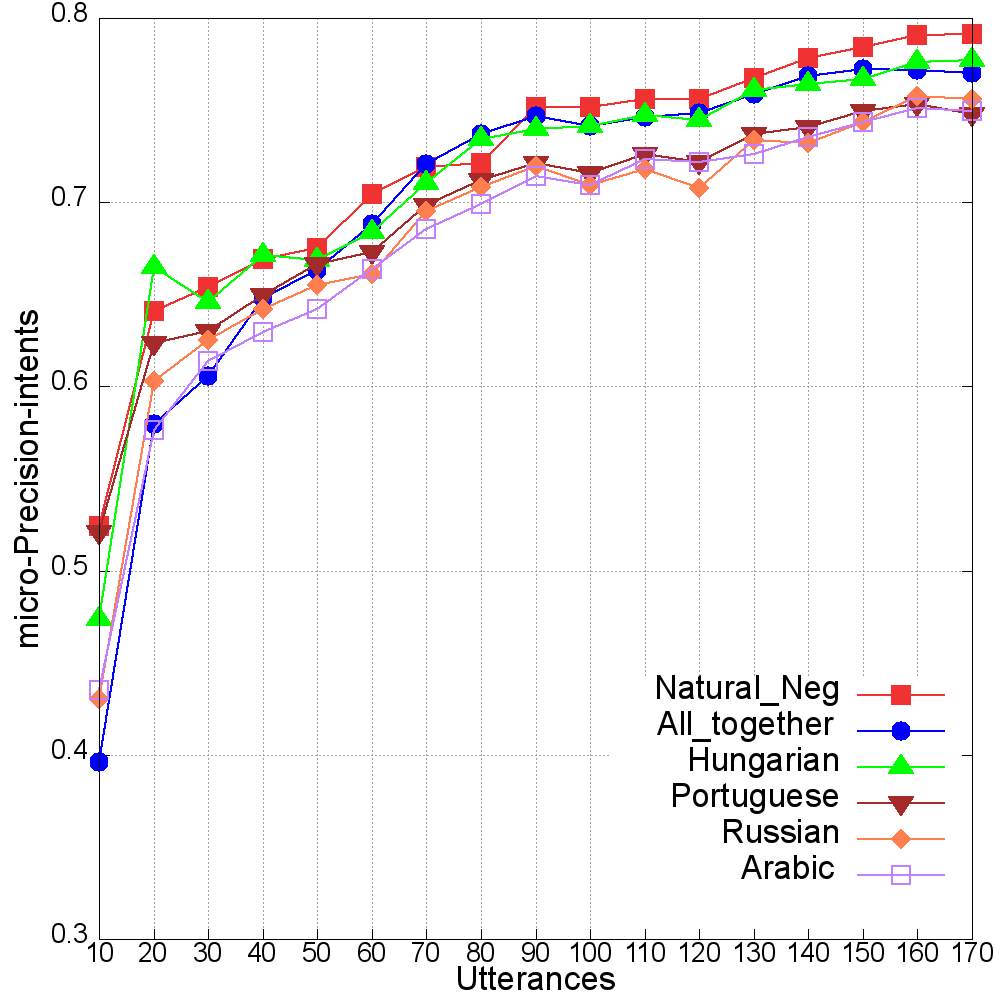 0.8
0.7
0.6
0.5
0.4
0.3
micro-Precision-intents
Natural_Neg
All_together
Hungarian
Portuguese
Russian
Arabic
10 20 30 40 50 60 70 80 90 100 110 120 130 140 150 160 170
Utterances